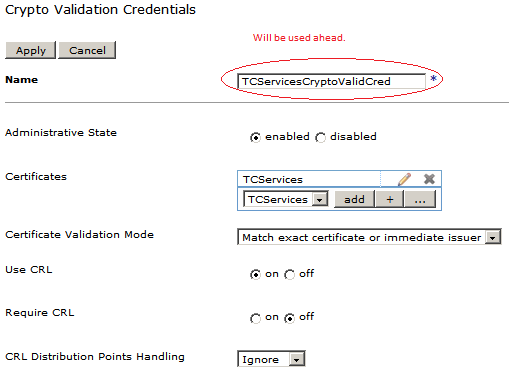 Crypto Validation Credentials
Will be used ahead.
Apply Cancel
Name TCServicesCryptoValidCred *
Administrative State enabled disabled
Certificates TCServices
TCServices add + ...
Certificate Validation Mode Match exact certificate or immediate issuer
Use CRL on off
Require CRL on off
CRL Distribution Points Handling Ignore